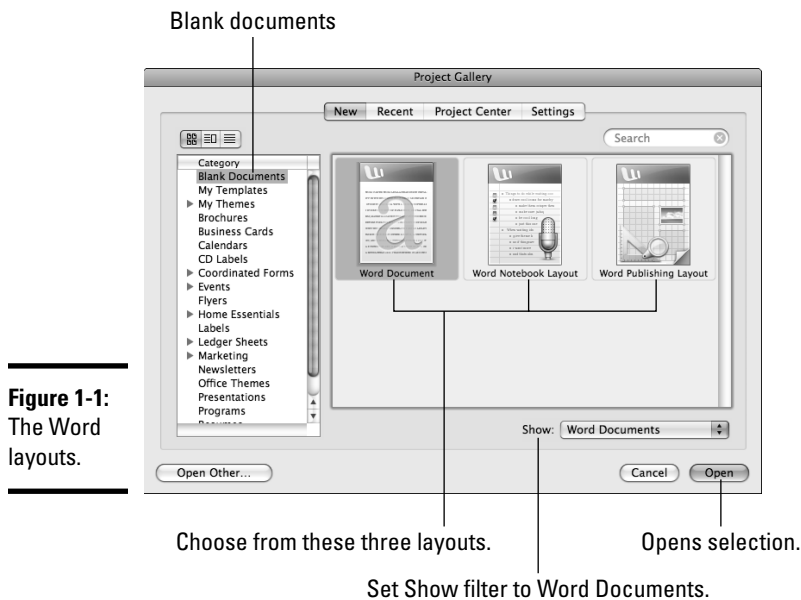 Blank documents
Project Gallery
New Recent Project Center Settings
Search
Category
Blank Documents
My Templates
My Themes
Brochures
Business Cards
Calendars
CD Labels
Coordinated Forms
Events
Flyers
Home Essentials
Labels
Ledger Sheets
Marketing
Newsletters
Office Themes
Presentations
Programs
Word Document
Word Notebook Layout
Word Publishing Layout
Show: Word Documents
Open Other...
Cancel
Open
Figure 1-1:
The Word
layouts.
Choose from these three layouts.
Opens selection.
Set Show filter to Word Documents.